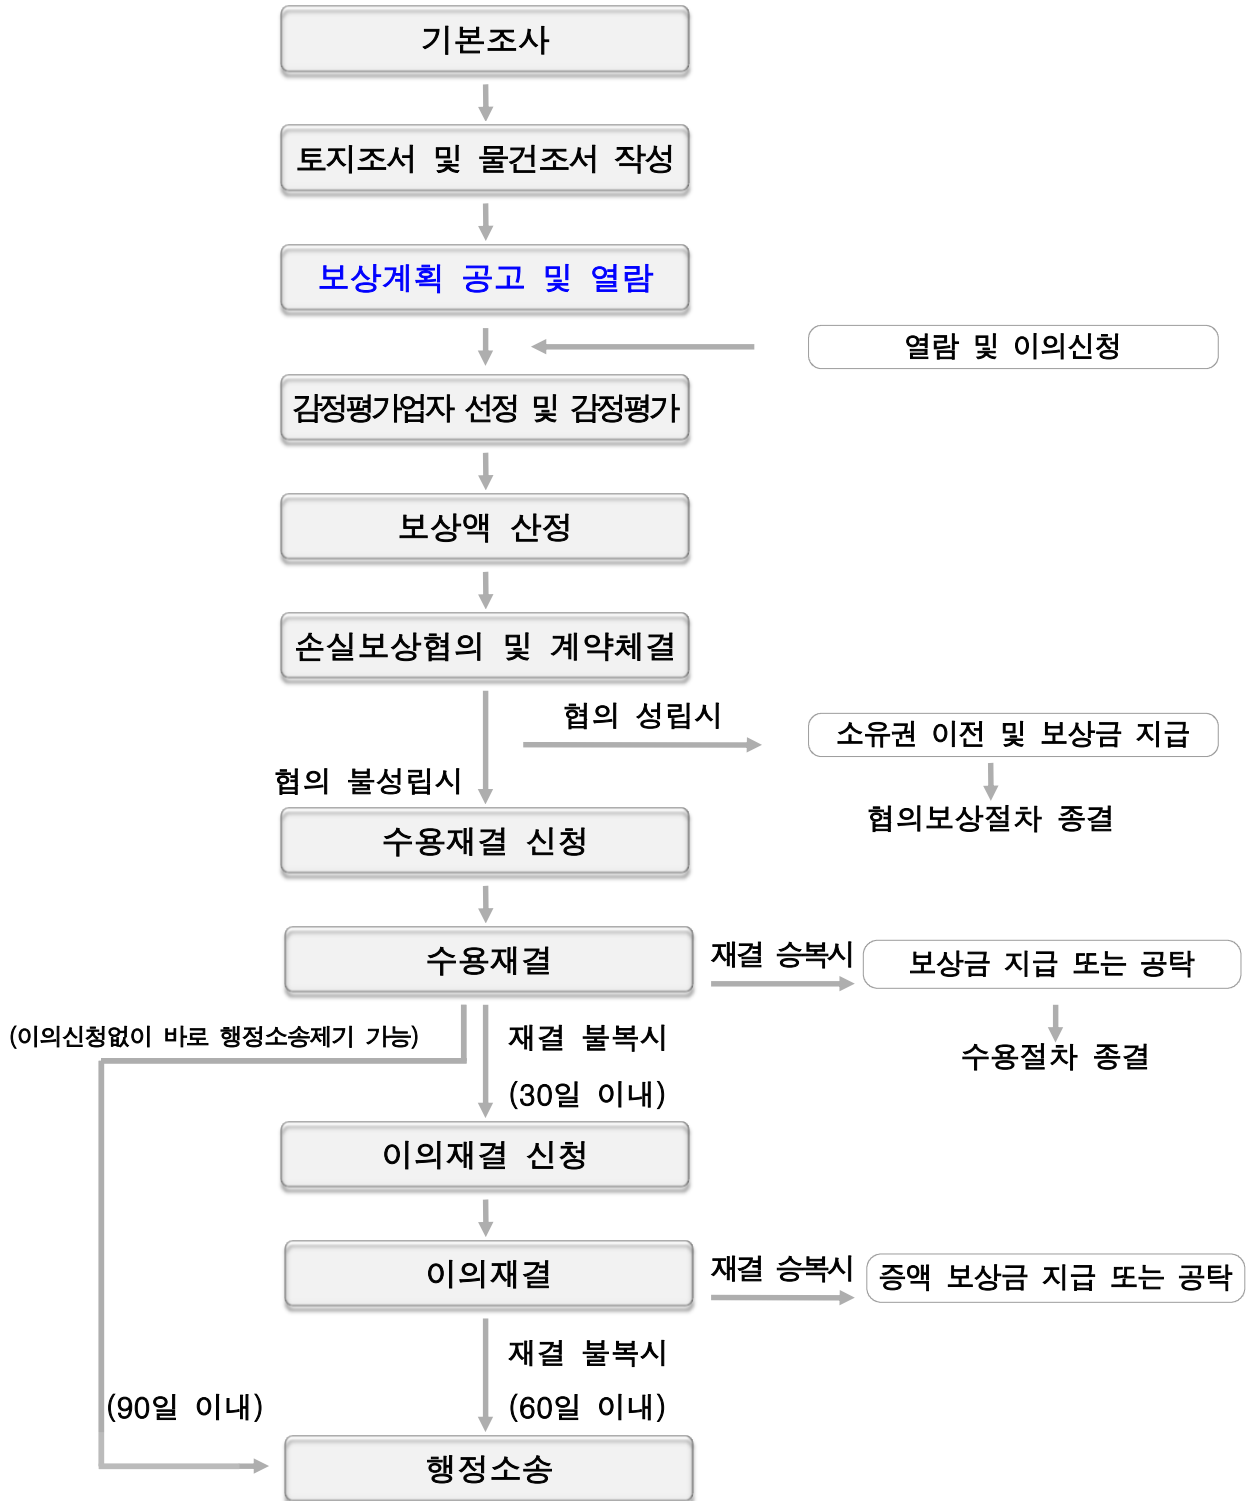 기본조사
토지조서 및 물건조서 작성
보상계획 공고 및 열람
열람 및 이의신청
감정평가업자 선정 및 감정평가
보상액 산정
손실보상협의 및 계약체결
협의 성립시
소유권 이전 및 보상금 지급
협의 불성립시
협의보상절차 종결
수용재결 신청
수용재결
재결 승복시
보상금 지급 또는 공탁
(이의신청없이 바로 행정소송제기 가능)
재결 불복시
수용절차 종결
(30일 이내)
이의재결 신청
이의재결
재결 승복시
증액 보상금 지급 또는 공탁
재결 불복시
(90일 이내)
(60일 이내)
행정소송